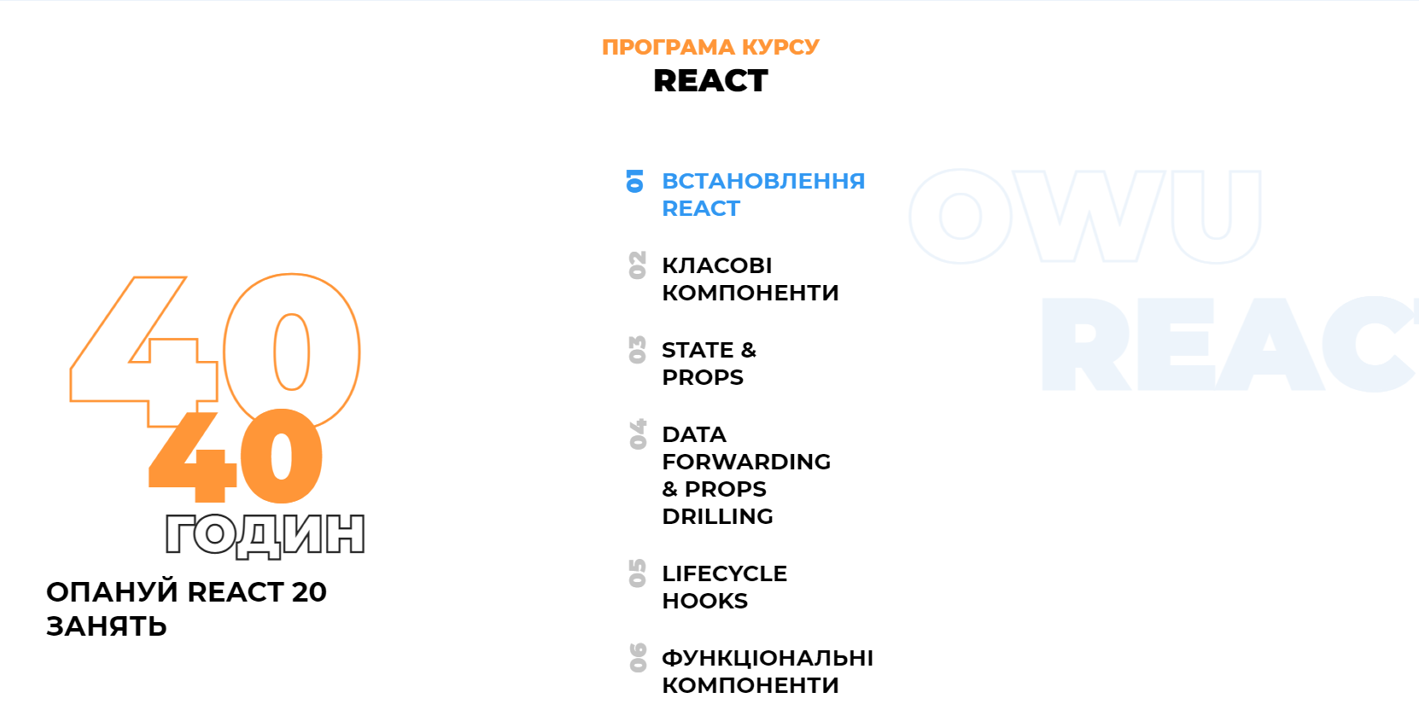 ПРОГРАМА КУРСУ
REACT
40
40
ГОДИН
ОПАНУЙ REACT 20
ЗАНЯТЬ
01
ВСТАНОВЛЕННЯ
REACT
02
КЛАСОВІ
КОМПОНЕНТИ
03
STATE &
PROPS
04
DATA
FORWARDING
& PROPS
DRILLING
05
LIFECYCLE
HOOKS
06
ФУНКЦІОНАЛЬНІ
КОМПОНЕНТИ
OWU
REAC